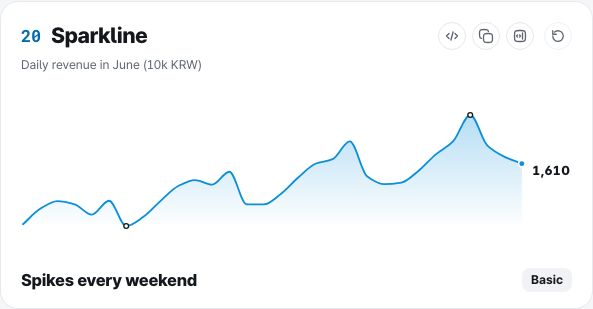 20 Sparkline
Daily revenue in June (10k KRW)
1,610
Spikes every weekend
Basic